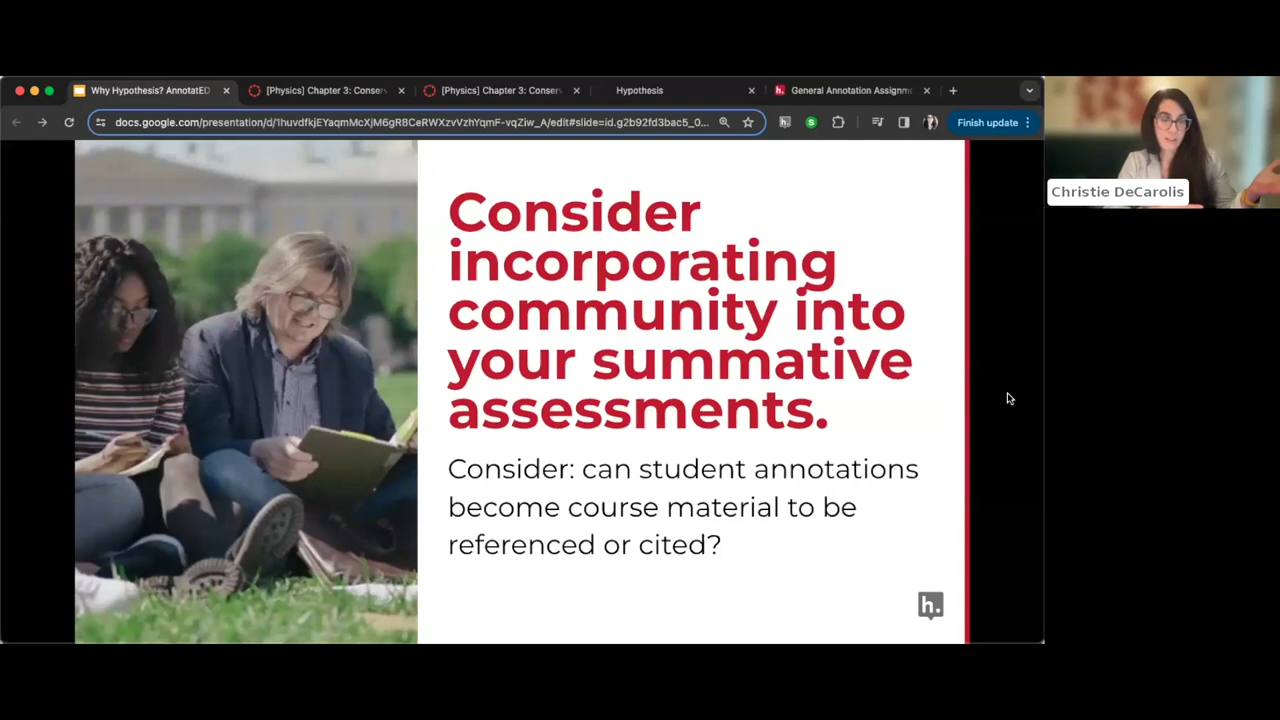 Why Hypothesis? AnnotatED
[Physics] Chapter 3: Conser
[Physics] Chapter 3: Conser
Hypothesis
h.
General Annotation Assignm
Finish update
Christie DeCarolis
Consider
incorporating
community into
your summative
assessments.
Consider: can student annotations
become course material to be
referenced or cited?
h.